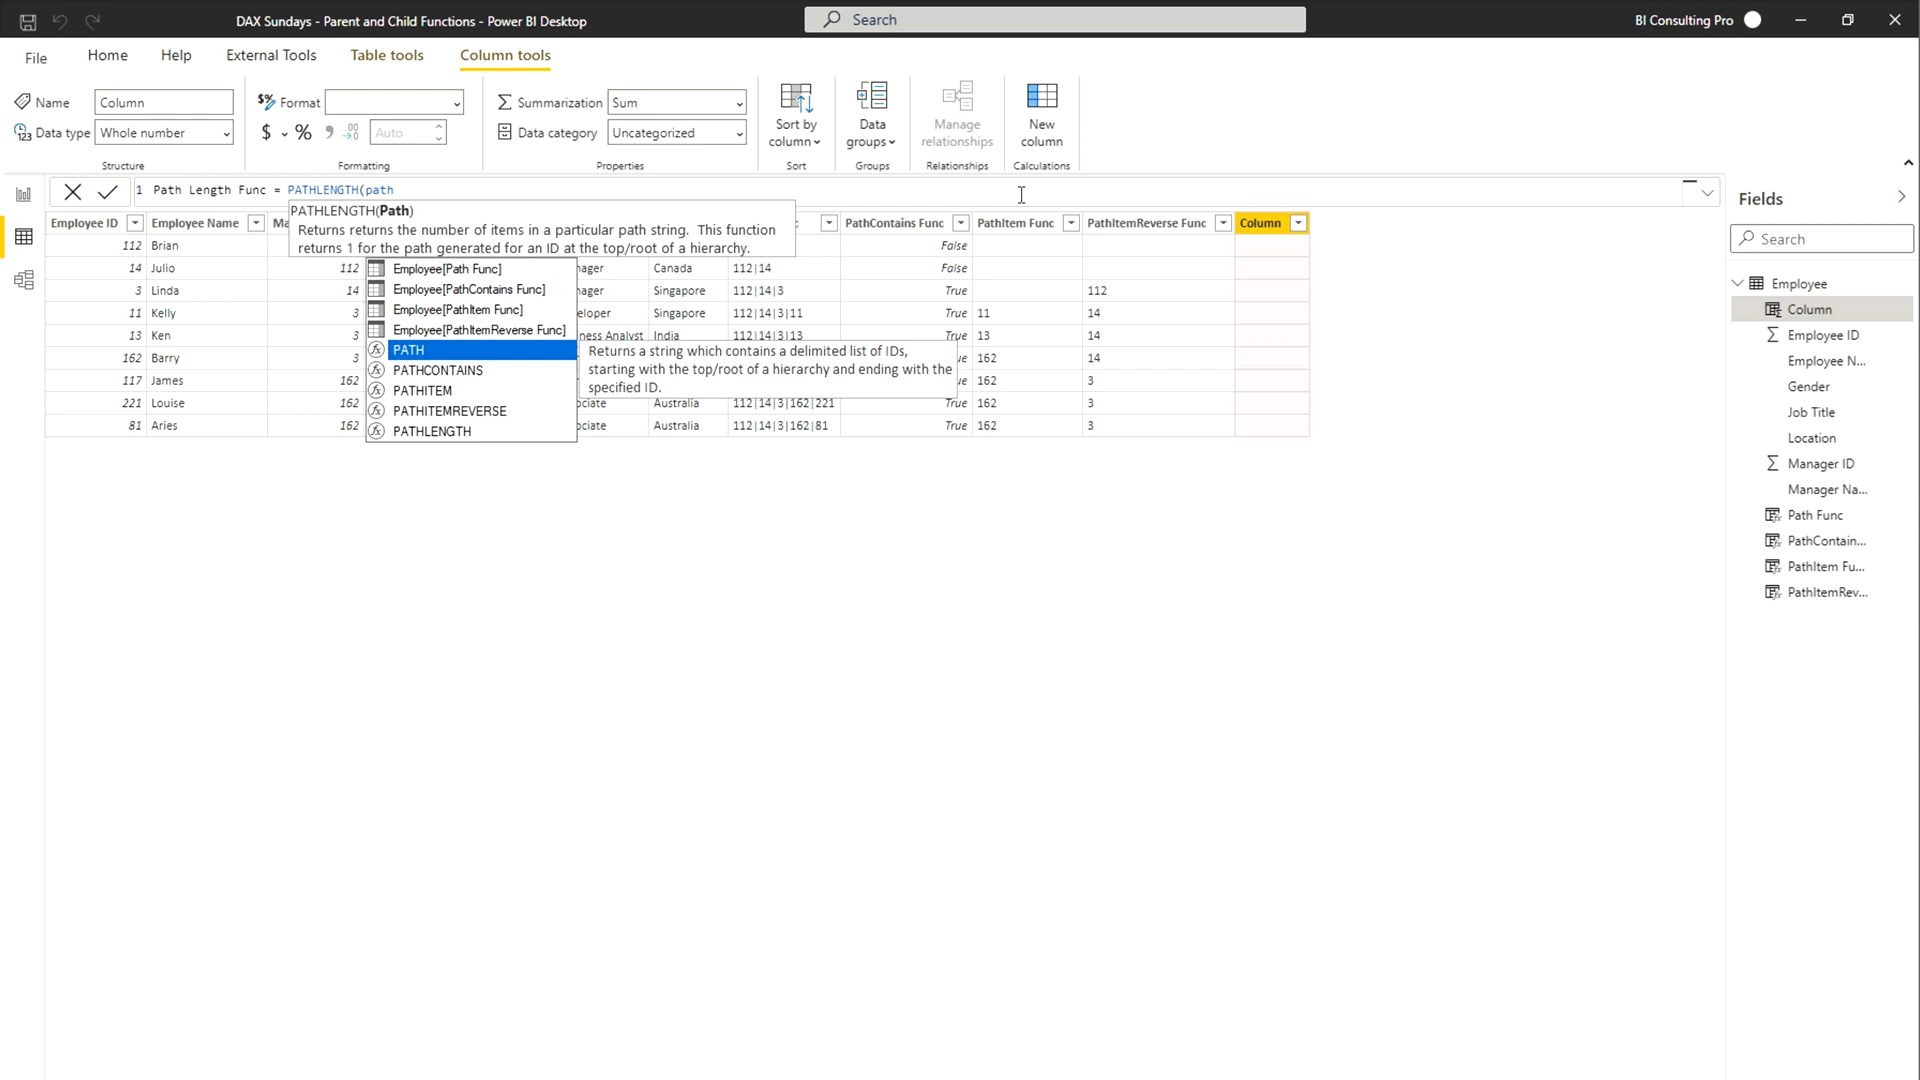 DAX Sundays - Parent and Child Functions - Power BI Desktop
Search
BI Consulting Pro
File
Home
Help
External Tools
Table tools
Column tools
Name
Column
Format
Summarization
Sum
Data type
Whole number
$ % 9 .00
Auto
Data category
Uncategorized
Sort by column
Data groups
Manage relationships
New column
Structure
Formatting
Properties
Sort
Groups
Relationships
Calculations
1 Path Length Func = PATHLENGTH(path
PATHLENGTH(Path)
Returns returns the number of items in a particular path string. This function
returns 1 for the path generated for an ID at the top/root of a hierarchy.
Employee ID Employee Name PathContains Func PathItem Func PathItemReverse Func Column
112 Brian False
14 Julio 112 Canada 112|14 False
3 Linda 14 Singapore 112|14|3 True 112
11 Kelly 3 Singapore 112|14|3|11 True 11 14
13 Ken 3 India 112|14|3|13 True 13 14
162 Barry 3 162 14
117 James 162 162 3
221 Louise 162 Australia 112|14|3|162|221 True 162 3
81 Aries 162 Australia 112|14|3|162|81 True 162 3
Employee[Path Func]
Employee[PathContains Func]
Employee[PathItem Func]
Employee[PathItemReverse Func]
PATH
PATHCONTAINS
PATHITEM
PATHITEMREVERSE
PATHLENGTH
Returns a string which contains a delimited list of IDs,
starting with the top/root of a hierarchy and ending with the
specified ID.
Fields
Search
Employee
Column
Employee ID
Employee N...
Gender
Job Title
Location
Manager ID
Manager Na...
Path Func
PathContain...
PathItem Fu...
PathItemRev...